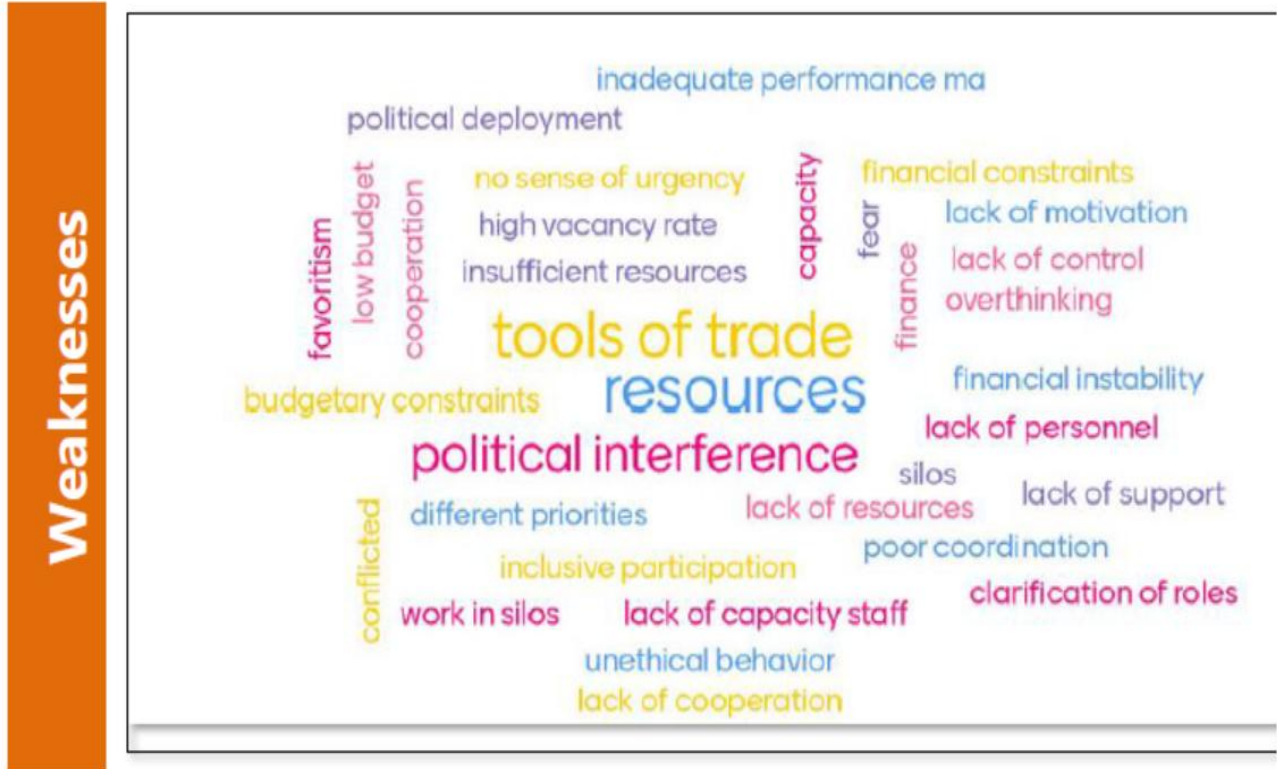 Weaknesses
inadequate performance ma
political deployment
no sense of urgency
financial constraints
capacity
favoritism
low budget
cooperation
high vacancy rate
fear
lack of motivation
insufficient resources
finance
lack of control
overthinking
tools of trade
resources
financial instability
budgetary constraints
lack of personnel
political interference
silos
lack of support
conflicted
different priorities
lack of resources
poor coordination
inclusive participation
clarification of roles
work in silos
lack of capacity staff
unethical behavior
lack of cooperation